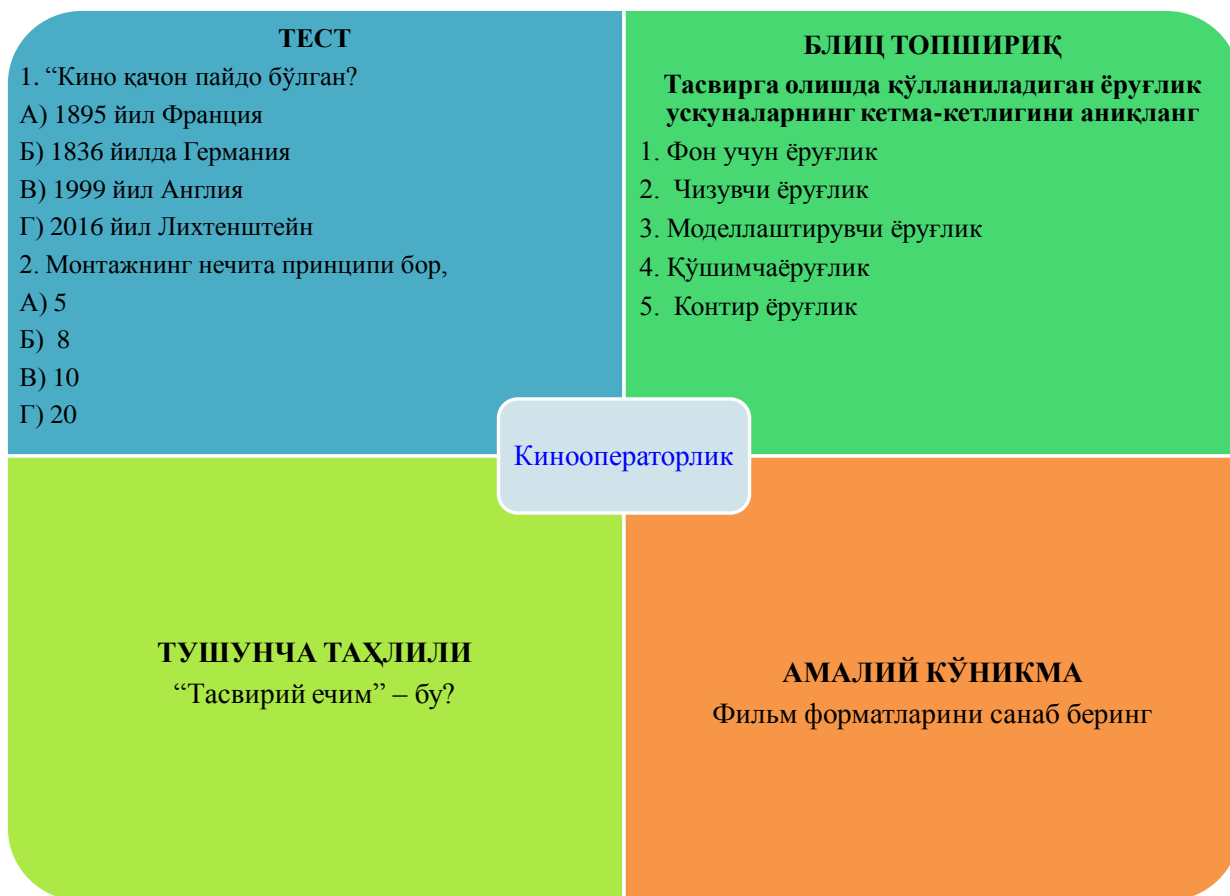 ТЕСТ
1. “Кино қачон пайдо бўлган?
А) 1895 йил Франция
Б) 1836 йилда Германия
В) 1999 йил Англия
Г) 2016 йил Лихтенштейн
2. Монтажнинг нечита принципи бор,
А) 5
Б) 8
В) 10
Г) 20
БЛИЦ ТОПШИРИҚ
Тасвирга олишда қўлланиладиган ёруғлик
ускуналарнинг кетма-кетлигини аниқланг
1. Фон учун ёруғлик
2. Чизувчи ёруғлик
3. Моделлаштирувчи ёруғлик
4. Қўшимчаёруғлик
5. Контир ёруғлик
Кинооператорлик
ТУШУНЧА ТАҲЛИЛИ
“Тасвирий ечим” – бу?
АМАЛИЙ КЎНИКМА
Фильм форматларини санаб беринг